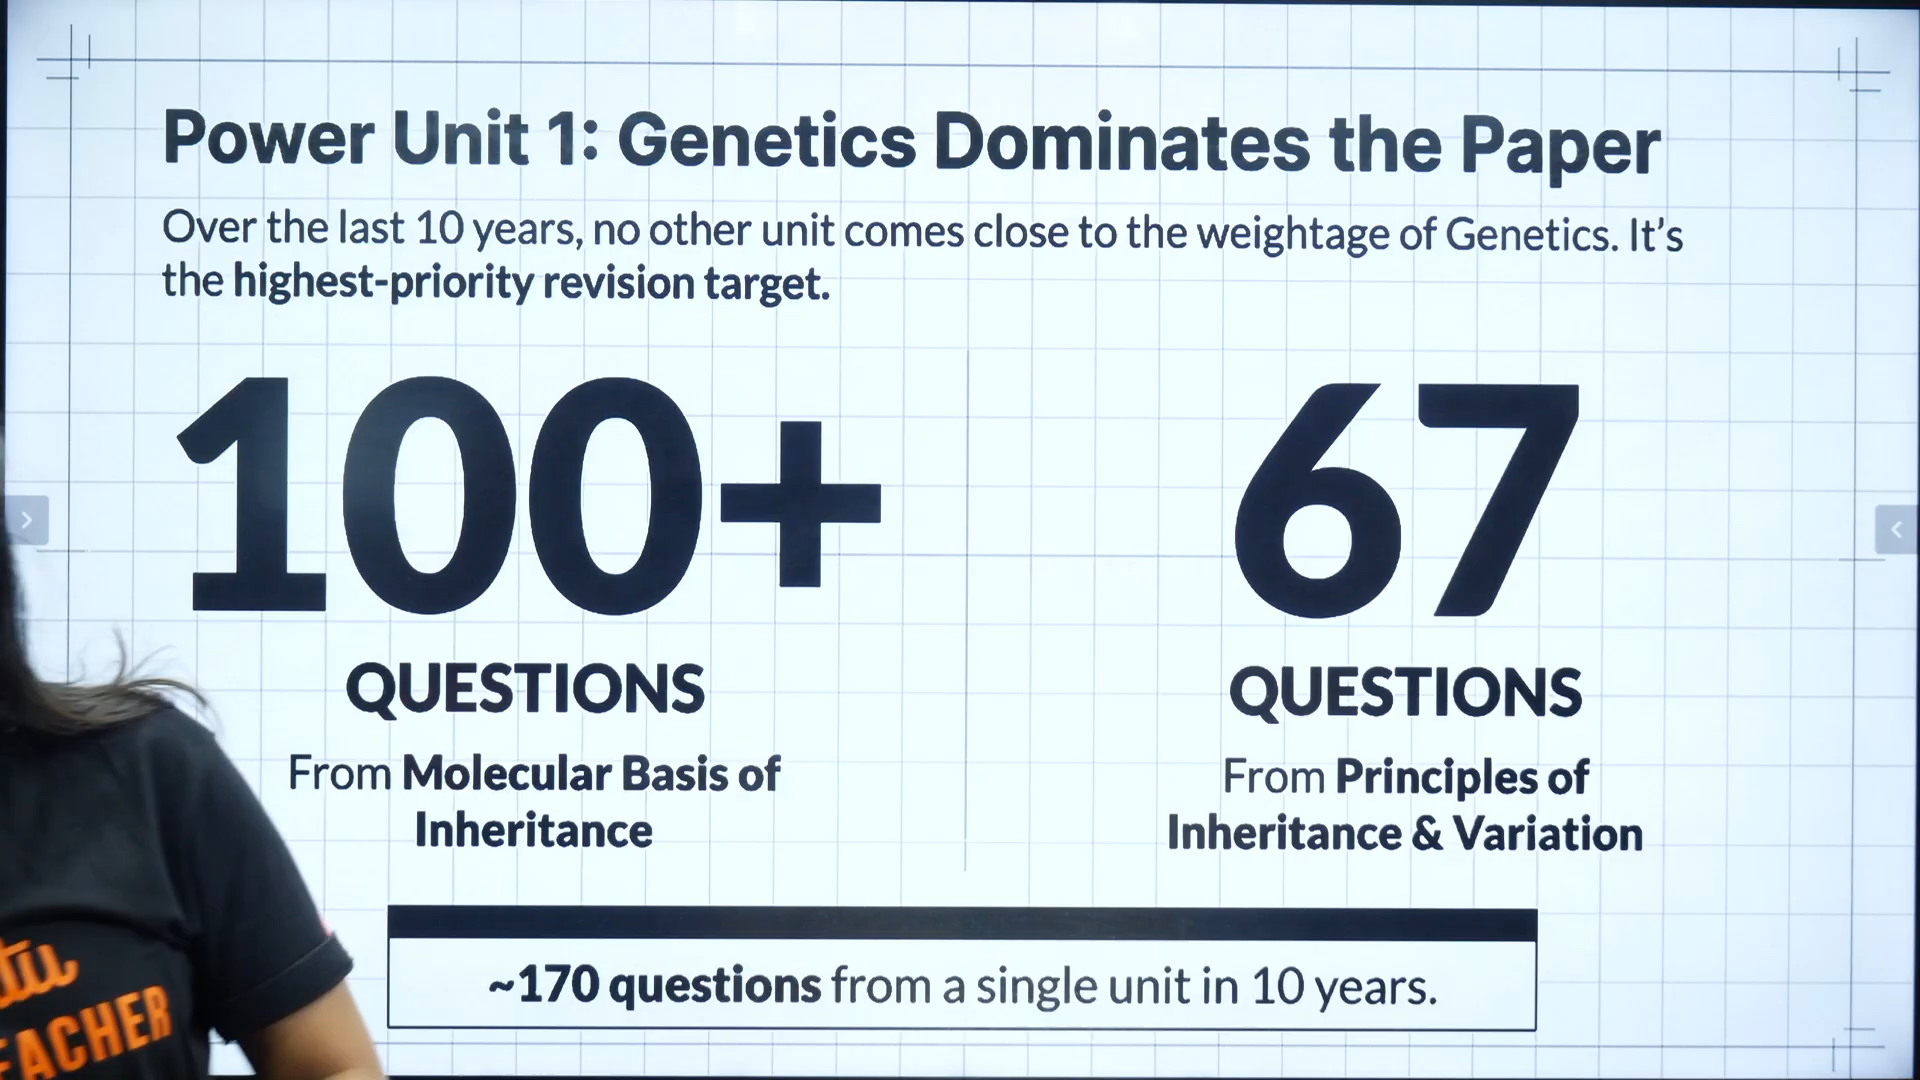 Power Unit 1: Genetics Dominates the Paper
Over the last 10 years, no other unit comes close to the weightage of Genetics. It's
the highest-priority revision target.
100+
67
QUESTIONS
QUESTIONS
From Molecular Basis of
Inheritance
From Principles of
Inheritance & Variation
~170 questions from a single unit in 10 years.